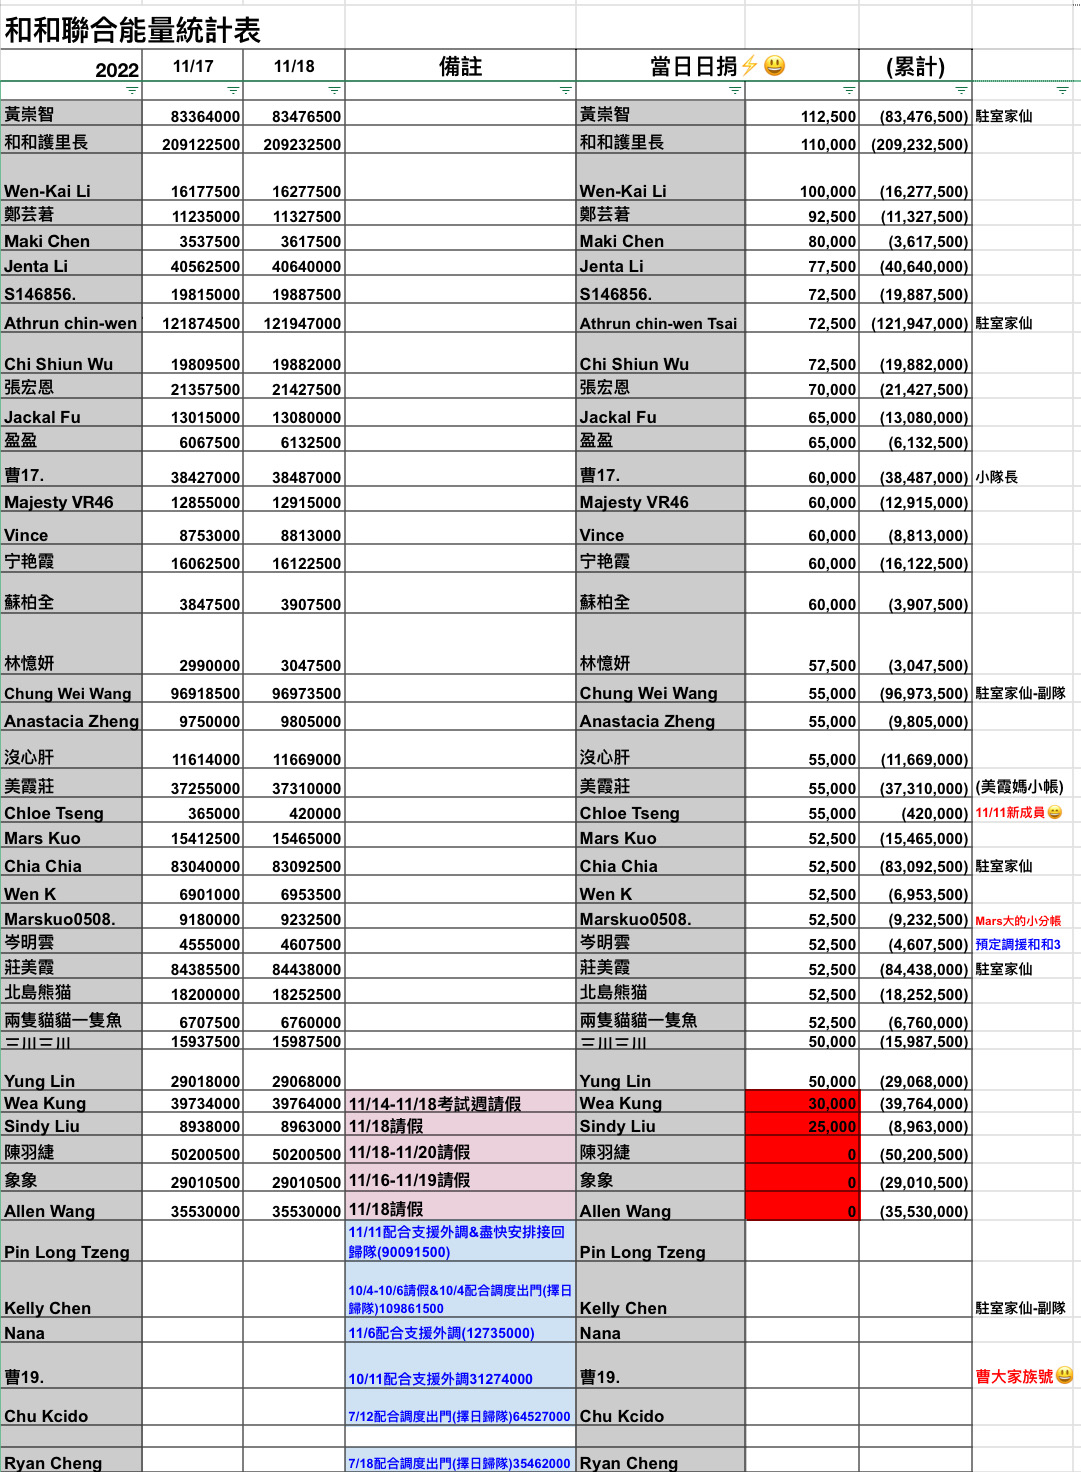 和和聯合能量統計表
2022 11/17 11/18 備註 當日日捐⚡😃 (累計)
黃崇智 83364000 83476500 黃崇智 112,500 (83,476,500) 駐室家仙
和和護里長 209122500 209232500 和和護里長 110,000 (209,232,500)
Wen-Kai Li 16177500 16277500 Wen-Kai Li 100,000 (16,277,500)
鄭芸著 11235000 11327500 鄭芸著 92,500 (11,327,500)
Maki Chen 3537500 3617500 Maki Chen 80,000 (3,617,500)
Jenta Li 40562500 40640000 Jenta Li 77,500 (40,640,000)
S146856. 19815000 19887500 S146856. 72,500 (19,887,500)
Athrun chin-wen 121874500 121947000 Athrun chin-wen Tsai 72,500 (121,947,000) 駐室家仙
Chi Shiun Wu 19809500 19882000 Chi Shiun Wu 72,500 (19,882,000)
張宏恩 21357500 21427500 張宏恩 70,000 (21,427,500)
Jackal Fu 13015000 13080000 Jackal Fu 65,000 (13,080,000)
盈盈 6067500 6132500 盈盈 65,000 (6,132,500)
曹17. 38427000 38487000 曹17. 60,000 (38,487,000) 小隊長
Majesty VR46 12855000 12915000 Majesty VR46 60,000 (12,915,000)
Vince 8753000 8813000 Vince 60,000 (8,813,000)
宁艳霞 16062500 16122500 宁艳霞 60,000 (16,122,500)
蘇柏全 3847500 3907500 蘇柏全 60,000 (3,907,500)
林憶妍 2990000 3047500 林憶妍 57,500 (3,047,500)
Chung Wei Wang 96918500 96973500 Chung Wei Wang 55,000 (96,973,500) 駐室家仙-副隊
Anastacia Zheng 9750000 9805000 Anastacia Zheng 55,000 (9,805,000)
沒心肝 11614000 11669000 沒心肝 55,000 (11,669,000)
美霞莊 37255000 37310000 美霞莊 55,000 (37,310,000) (美霞媽小帳)
Chloe Tseng 365000 420000 Chloe Tseng 55,000 (420,000) 11/11新成員😄
Mars Kuo 15412500 15465000 Mars Kuo 52,500 (15,465,000)
Chia Chia 83040000 83092500 Chia Chia 52,500 (83,092,500) 駐室家仙
Wen K 6901000 6953500 Wen K 52,500 (6,953,500)
Marskuo0508. 9180000 9232500 Marskuo0508. 52,500 (9,232,500) Mars大的小分帳
岑明雲 4555000 4607500 岑明雲 52,500 (4,607,500) 預定調援和和3
莊美霞 84385500 84438000 莊美霞 52,500 (84,438,000) 駐室家仙
北島熊猫 18200000 18252500 北島熊猫 52,500 (18,252,500)
兩隻貓貓一隻魚 6707500 6760000 兩隻貓貓一隻魚 52,500 (6,760,000)
三川三川 15937500 15987500 三川三川 50,000 (15,987,500)
Yung Lin 29018000 29068000 Yung Lin 50,000 (29,068,000)
Wea Kung 39734000 39764000 11/14-11/18考試週請假 Wea Kung 30,000 (39,764,000)
Sindy Liu 8938000 8963000 11/18請假 Sindy Liu 25,000 (8,963,000)
陳羽緁 50200500 50200500 11/18-11/20請假 陳羽緁 0 (50,200,500)
象象 29010500 29010500 11/16-11/19請假 象象 0 (29,010,500)
Allen Wang 35530000 35530000 11/18請假 Allen Wang 0 (35,530,000)
11/11配合支援外調&盡快安排接回
Pin Long Tzeng 歸隊(90091500) Pin Long Tzeng
10/4-10/6請假&10/4配合調度出門(擇日
Kelly Chen 歸隊)109861500 Kelly Chen 駐室家仙-副隊
Nana 11/6配合支援外調(12735000) Nana
曹19. 10/11配合支援外調31274000 曹19. 曹大家族號😃
Chu Kcido 7/12配合調度出門(擇日歸隊)64527000 Chu Kcido
Ryan Cheng 7/18配合調度出門(擇日歸隊)35462000 Ryan Cheng